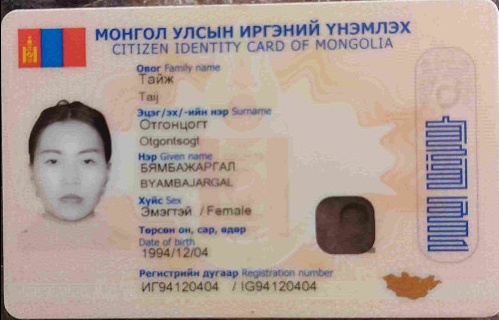 МОНГОЛ УЛСЫН ИРГЭНИЙ ҮНЭМЛЭХ
CITIZEN IDENTITY CARD OF MONGOLIA
Овог Family name
Тайж
Taij
Эцэг/эх/-ийн нэр Surname
Отгонцогт
Otgontsogt
Нэр Given name
БЯМБАЖАРГАЛ
BYAMBAJARGAL
Хүйс Sex
Эмэгтэй / Female
Төрсөн он, сар, өдөр
Date of birth
1994/12/04
Регистрийн дугаар Registration number
ИГ94120404 / IG94120404